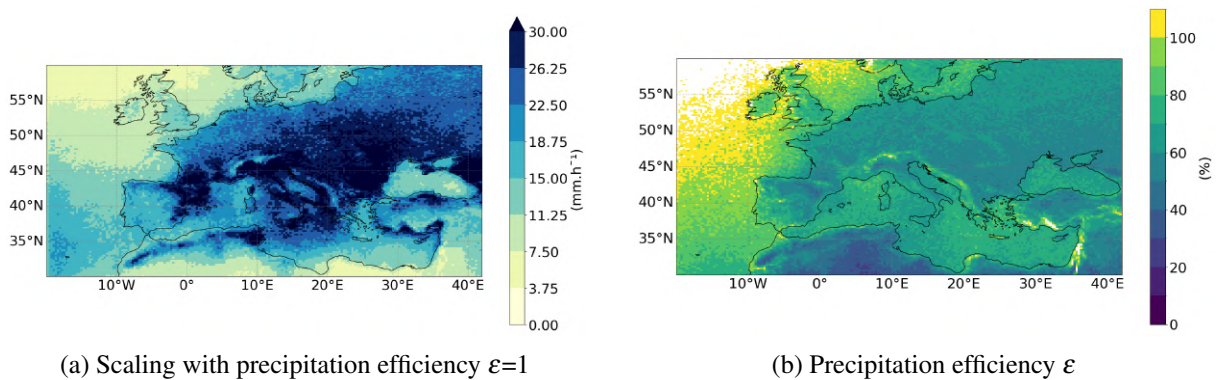 30.00
26.25
22.50
18.75
15.00
11.25
7.50
3.75
0.00
(mm.h⁻¹)
55°N
50°N
45°N
40°N
35°N
10°W 0° 10°E 20°E 30°E 40°E
(a) Scaling with precipitation efficiency ε=1
100
80
60
40
20
0
(%)
55°N
50°N
45°N
40°N
35°N
10°W 0° 10°E 20°E 30°E 40°E
(b) Precipitation efficiency ε